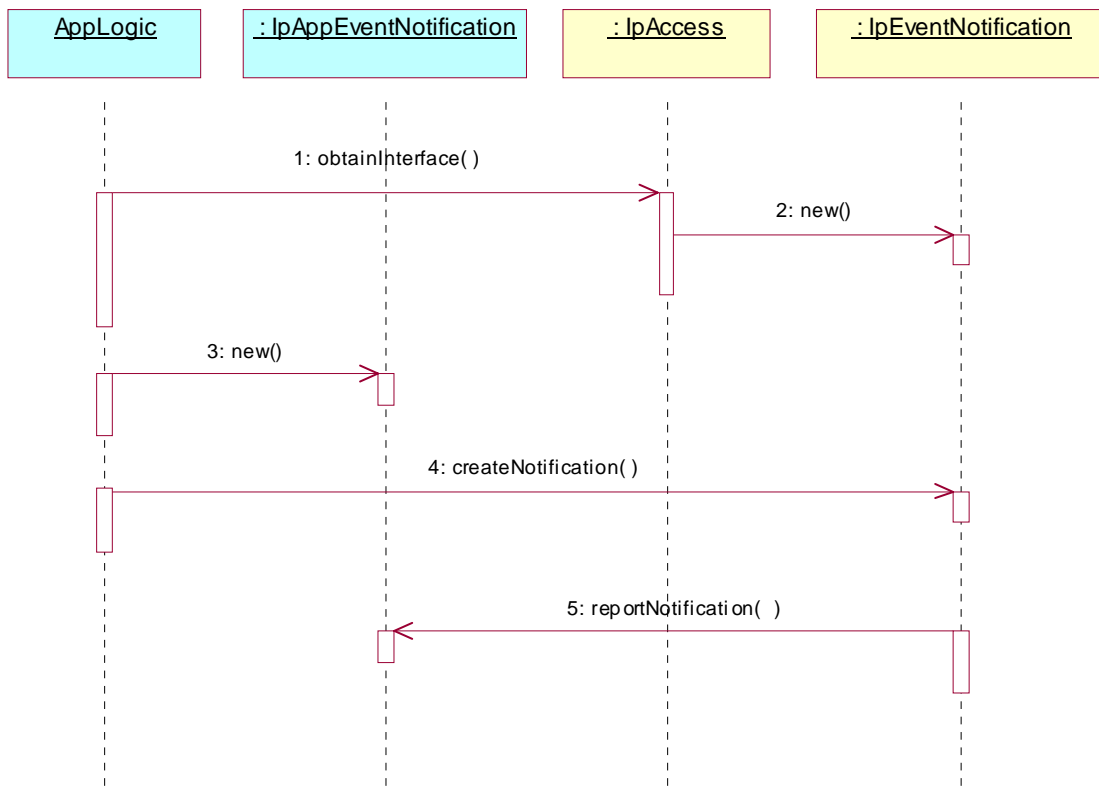 AppLogic
: IpAppEventNotification
: IpAccess
: IpEventNotification
1: obtainInterface( )
2: new()
3: new()
4: createNotification( )
5: reportNotification(  )